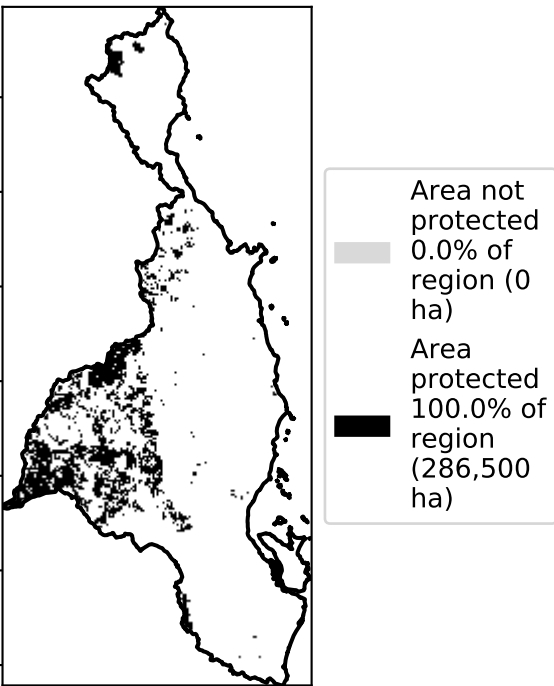 Area not
protected
0.0% of
region (0
ha)
Area
protected
100.0% of
region
(286,500
ha)